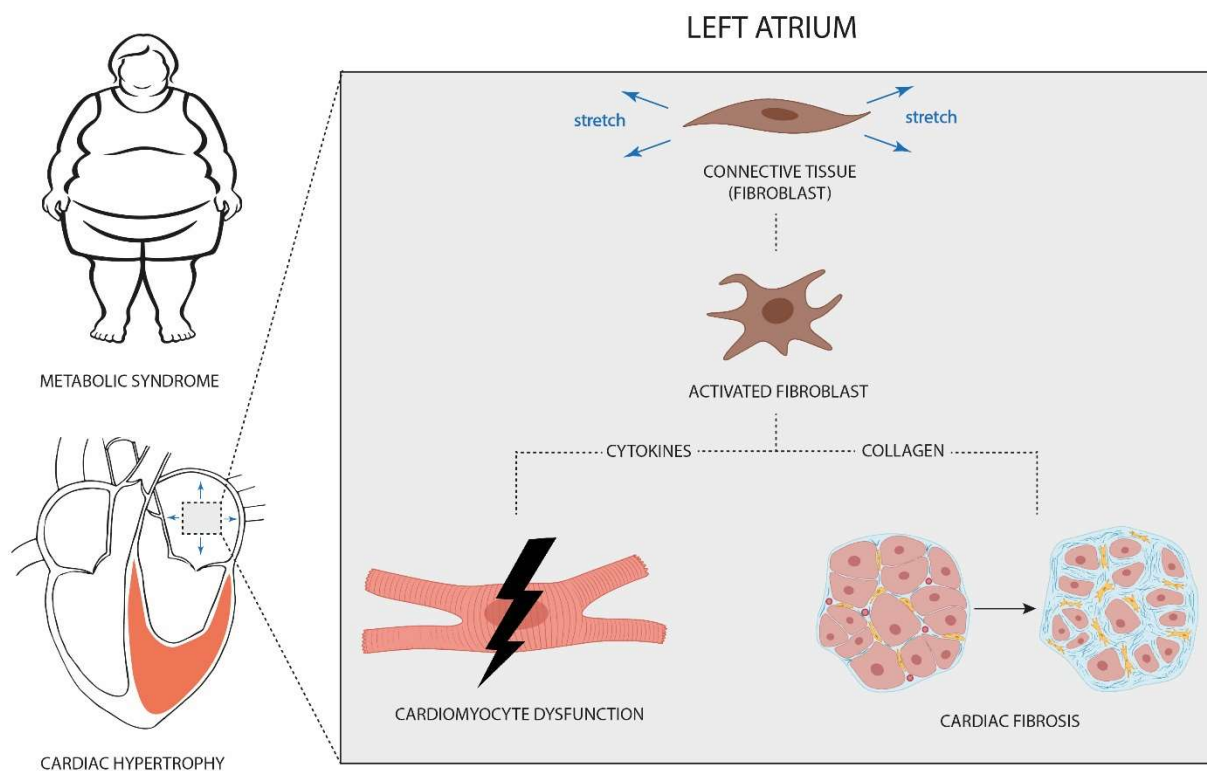 LEFT ATRIUM
stretch
stretch
CONNECTIVE TISSUE
(FIBROBLAST)
ACTIVATED FIBROBLAST
METABOLIC SYNDROME
CYTOKINES
COLLAGEN
CARDIOMYOCYTE DYSFUNCTION
CARDIAC FIBROSIS
CARDIAC HYPERTROPHY